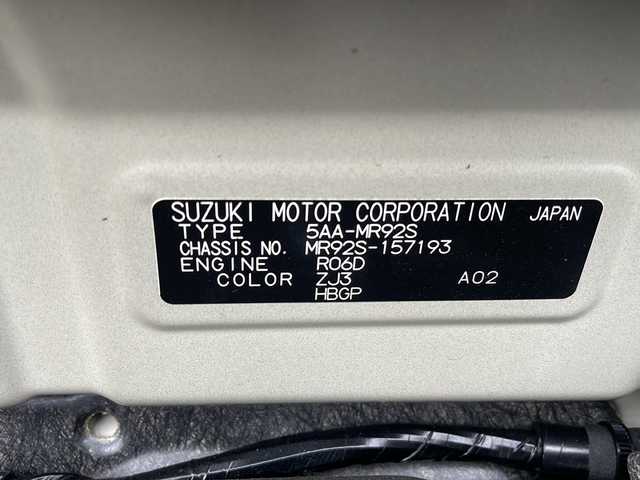 SUZUKI MOTOR CORPORATION JAPAN
TYPE 5AA-MR92S
CHASSIS NO. MR92S-157193
ENGINE R06D
COLOR ZJ3 A02
HBGP